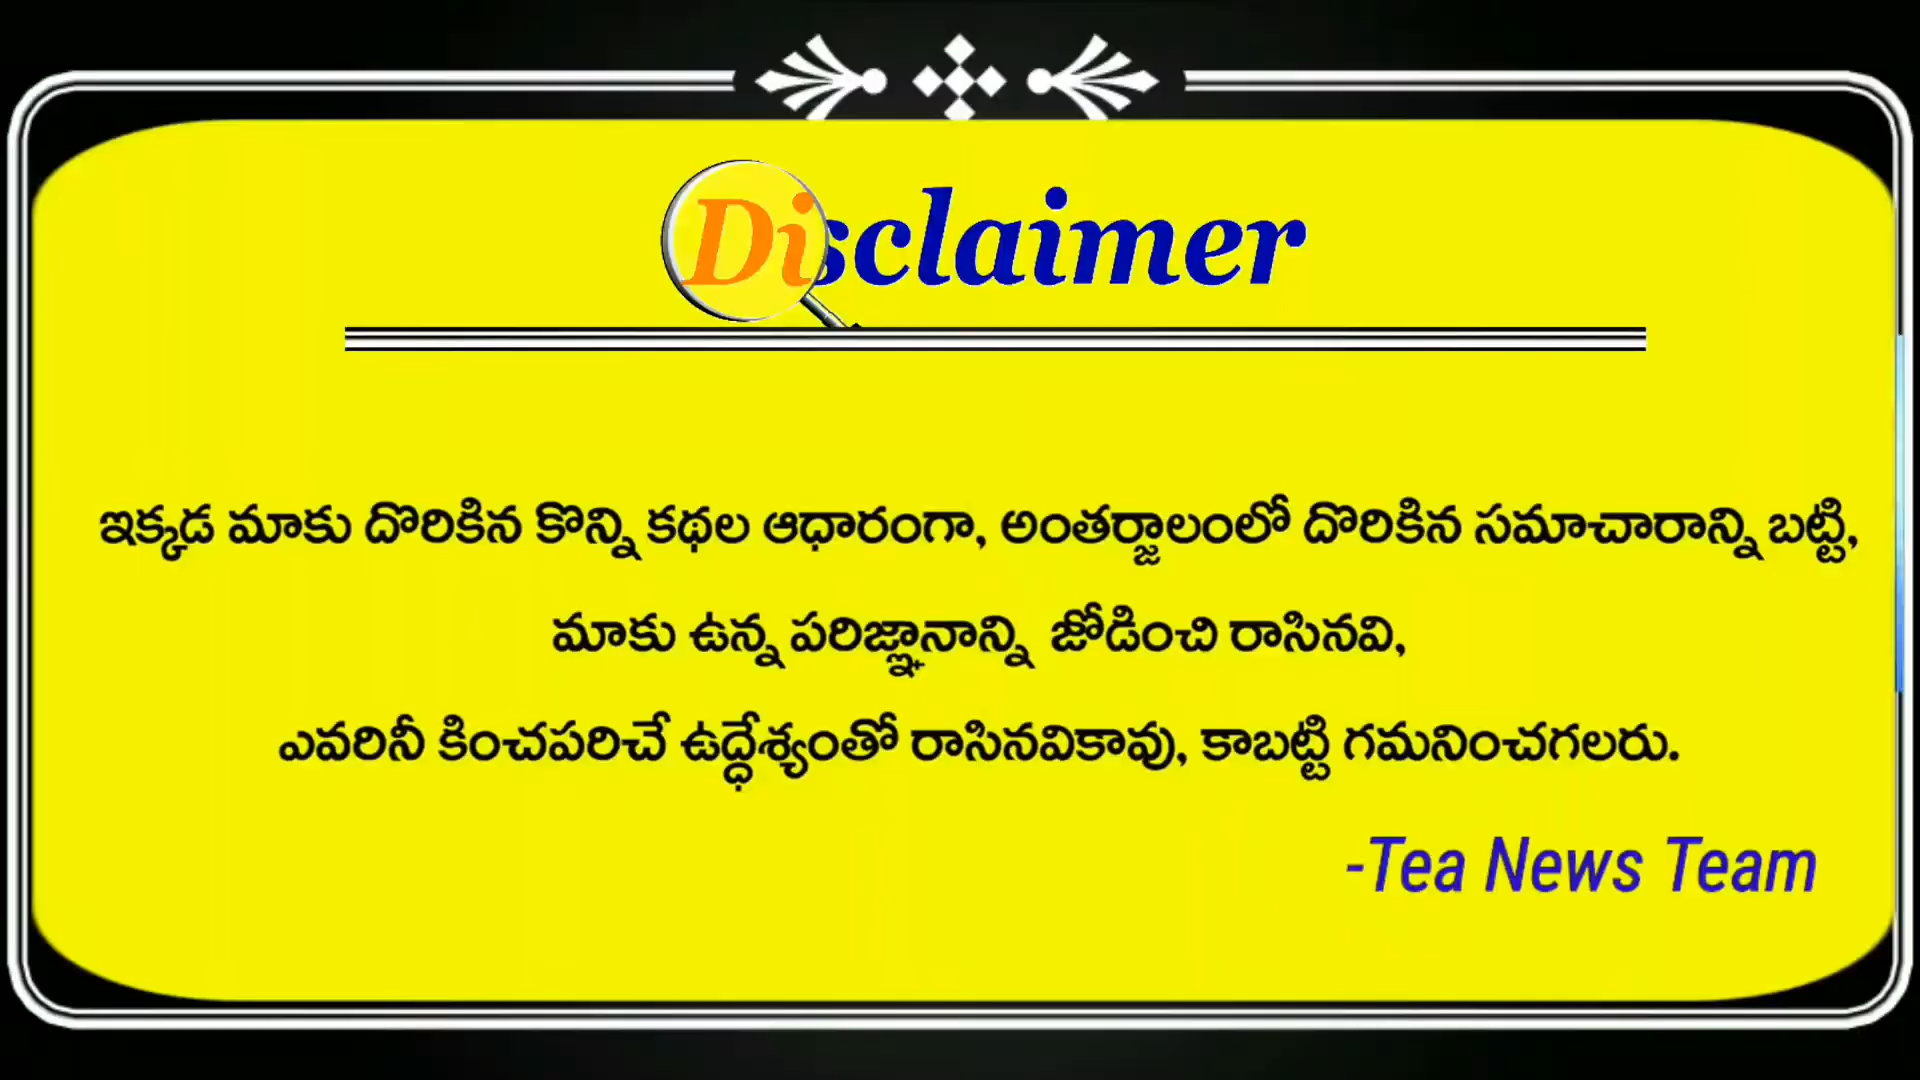 Disclaimer
ఇక్కడ మాకు దొరికిన కొన్ని కథల ఆధారంగా, అంతర్జాలంలో దొరికిన సమాచారాన్ని బట్టి,
మాకు ఉన్న పరిజ్ఞానాన్ని జోడించి రాసినవి,
ఎవరినీ కించపరిచే ఉద్ధేశ్యంతో రాసినవికావు, కాబట్టి గమనించగలరు.
-Tea News Team